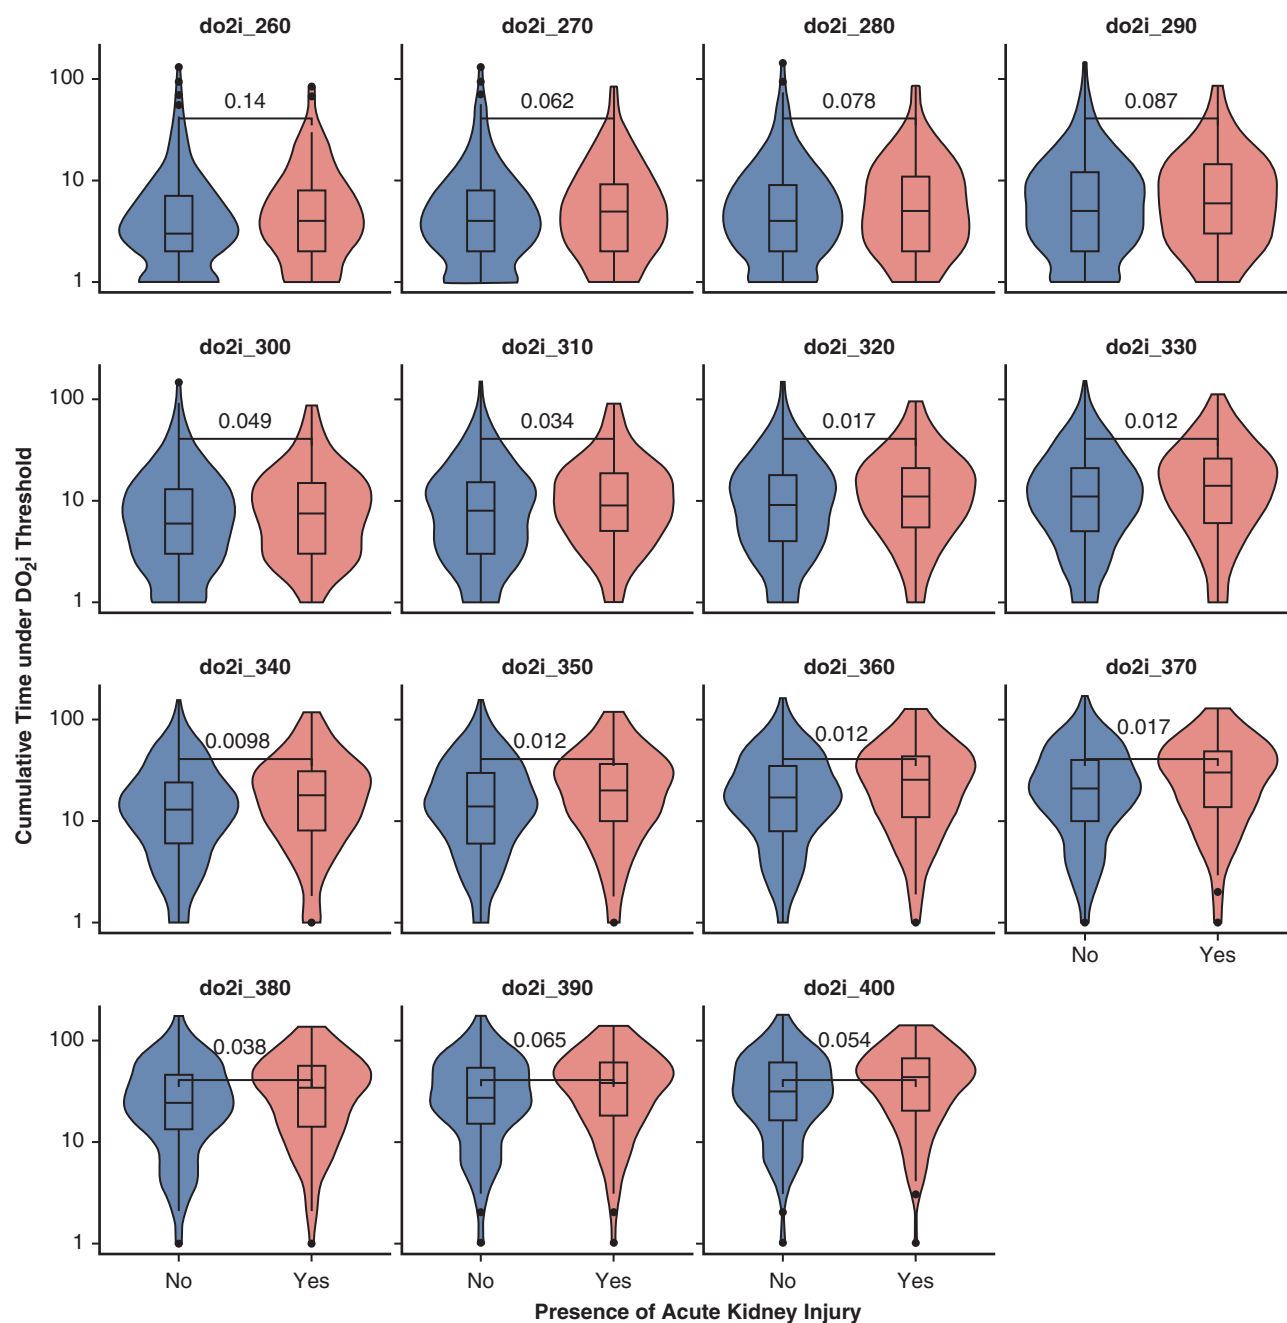 do2i_260 do2i_270 do2i_280 do2i_290
100
10
1
0.14 0.062 0.078 0.087
do2i_300 do2i_310 do2i_320 do2i_330
100
10
1
0.049 0.034 0.017 0.012
do2i_340 do2i_350 do2i_360 do2i_370
100
10
1
0.0098 0.012 0.012 0.017
No Yes
do2i_380 do2i_390 do2i_400
100
10
1
0.038 0.065 0.054
No Yes No Yes No Yes
Cumulative Time under DO₂i Threshold
Presence of Acute Kidney Injury